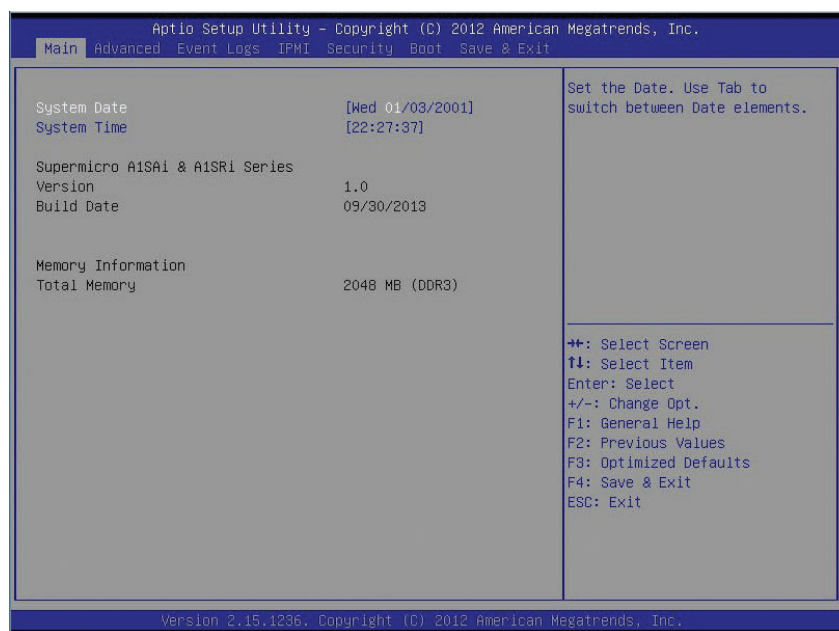 Aptio Setup Utility – Copyright (C) 2012 American Megatrends, Inc.
Main Advanced Event Logs IPMI Security Boot Save & Exit
System Date [Wed 01/03/2001]
System Time [22:27:37]
Supermicro A1SAi & A1SRi Series
Version 1.0
Build Date 09/30/2013
Memory Information
Total Memory 2048 MB (DDR3)
Set the Date. Use Tab to
switch between Date elements.
→←: Select Screen
↑↓: Select Item
Enter: Select
+/-: Change Opt.
F1: General Help
F2: Previous Values
F3: Optimized Defaults
F4: Save & Exit
ESC: Exit
Version 2.15.1236. Copyright (C) 2012 American Megatrends, Inc.